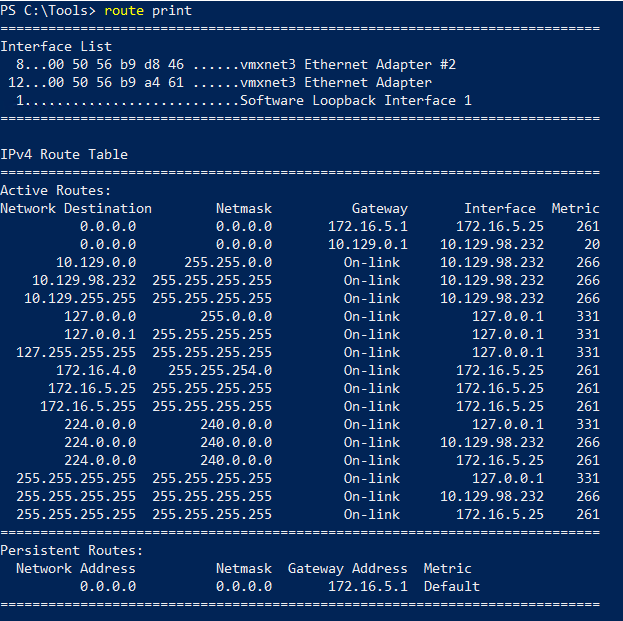 PS C:\Tools> route print
===========================================================================
Interface List
  8...00 50 56 b9 d8 46 ......vmxnet3 Ethernet Adapter #2
 12...00 50 56 b9 a4 61 ......vmxnet3 Ethernet Adapter
  1...........................Software Loopback Interface 1
===========================================================================

IPv4 Route Table
===========================================================================
Active Routes:
Network Destination        Netmask          Gateway       Interface  Metric
          0.0.0.0          0.0.0.0       172.16.5.1      172.16.5.25    261
          0.0.0.0          0.0.0.0       10.129.0.1    10.129.98.232     20
       10.129.0.0      255.255.0.0         On-link     10.129.98.232    266
    10.129.98.232  255.255.255.255         On-link     10.129.98.232    266
   10.129.255.255  255.255.255.255         On-link     10.129.98.232    266
        127.0.0.0        255.0.0.0         On-link         127.0.0.1    331
        127.0.0.1  255.255.255.255         On-link         127.0.0.1    331
  127.255.255.255  255.255.255.255         On-link         127.0.0.1    331
       172.16.4.0    255.255.254.0         On-link       172.16.5.25    261
      172.16.5.25  255.255.255.255         On-link       172.16.5.25    261
     172.16.5.255  255.255.255.255         On-link       172.16.5.25    261
        224.0.0.0        240.0.0.0         On-link         127.0.0.1    331
        224.0.0.0        240.0.0.0         On-link     10.129.98.232    266
        224.0.0.0        240.0.0.0         On-link       172.16.5.25    261
  255.255.255.255  255.255.255.255         On-link         127.0.0.1    331
  255.255.255.255  255.255.255.255         On-link     10.129.98.232    266
  255.255.255.255  255.255.255.255         On-link       172.16.5.25    261
===========================================================================
Persistent Routes:
  Network Address          Netmask  Gateway Address  Metric
          0.0.0.0          0.0.0.0       172.16.5.1  Default
===========================================================================